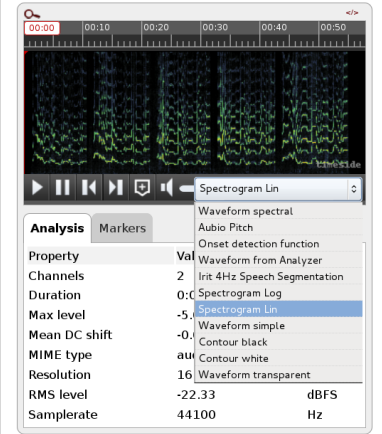 </>
00:00 00:10 00:20 00:30 00:40 00:50
timeside
Spectrogram Lin
Waveform spectral
Aubio Pitch
Onset detection function
Waveform from Analyzer
Irit 4Hz Speech Segmentation
Spectrogram Log
Spectrogram Lin
Waveform simple
Contour black
Contour white
Waveform transparent
Analysis Markers
Property
Channels 2
Duration
Max level
Mean DC shift
MIME type
Resolution 16
RMS level -22.33 dBFS
Samplerate 44100 Hz